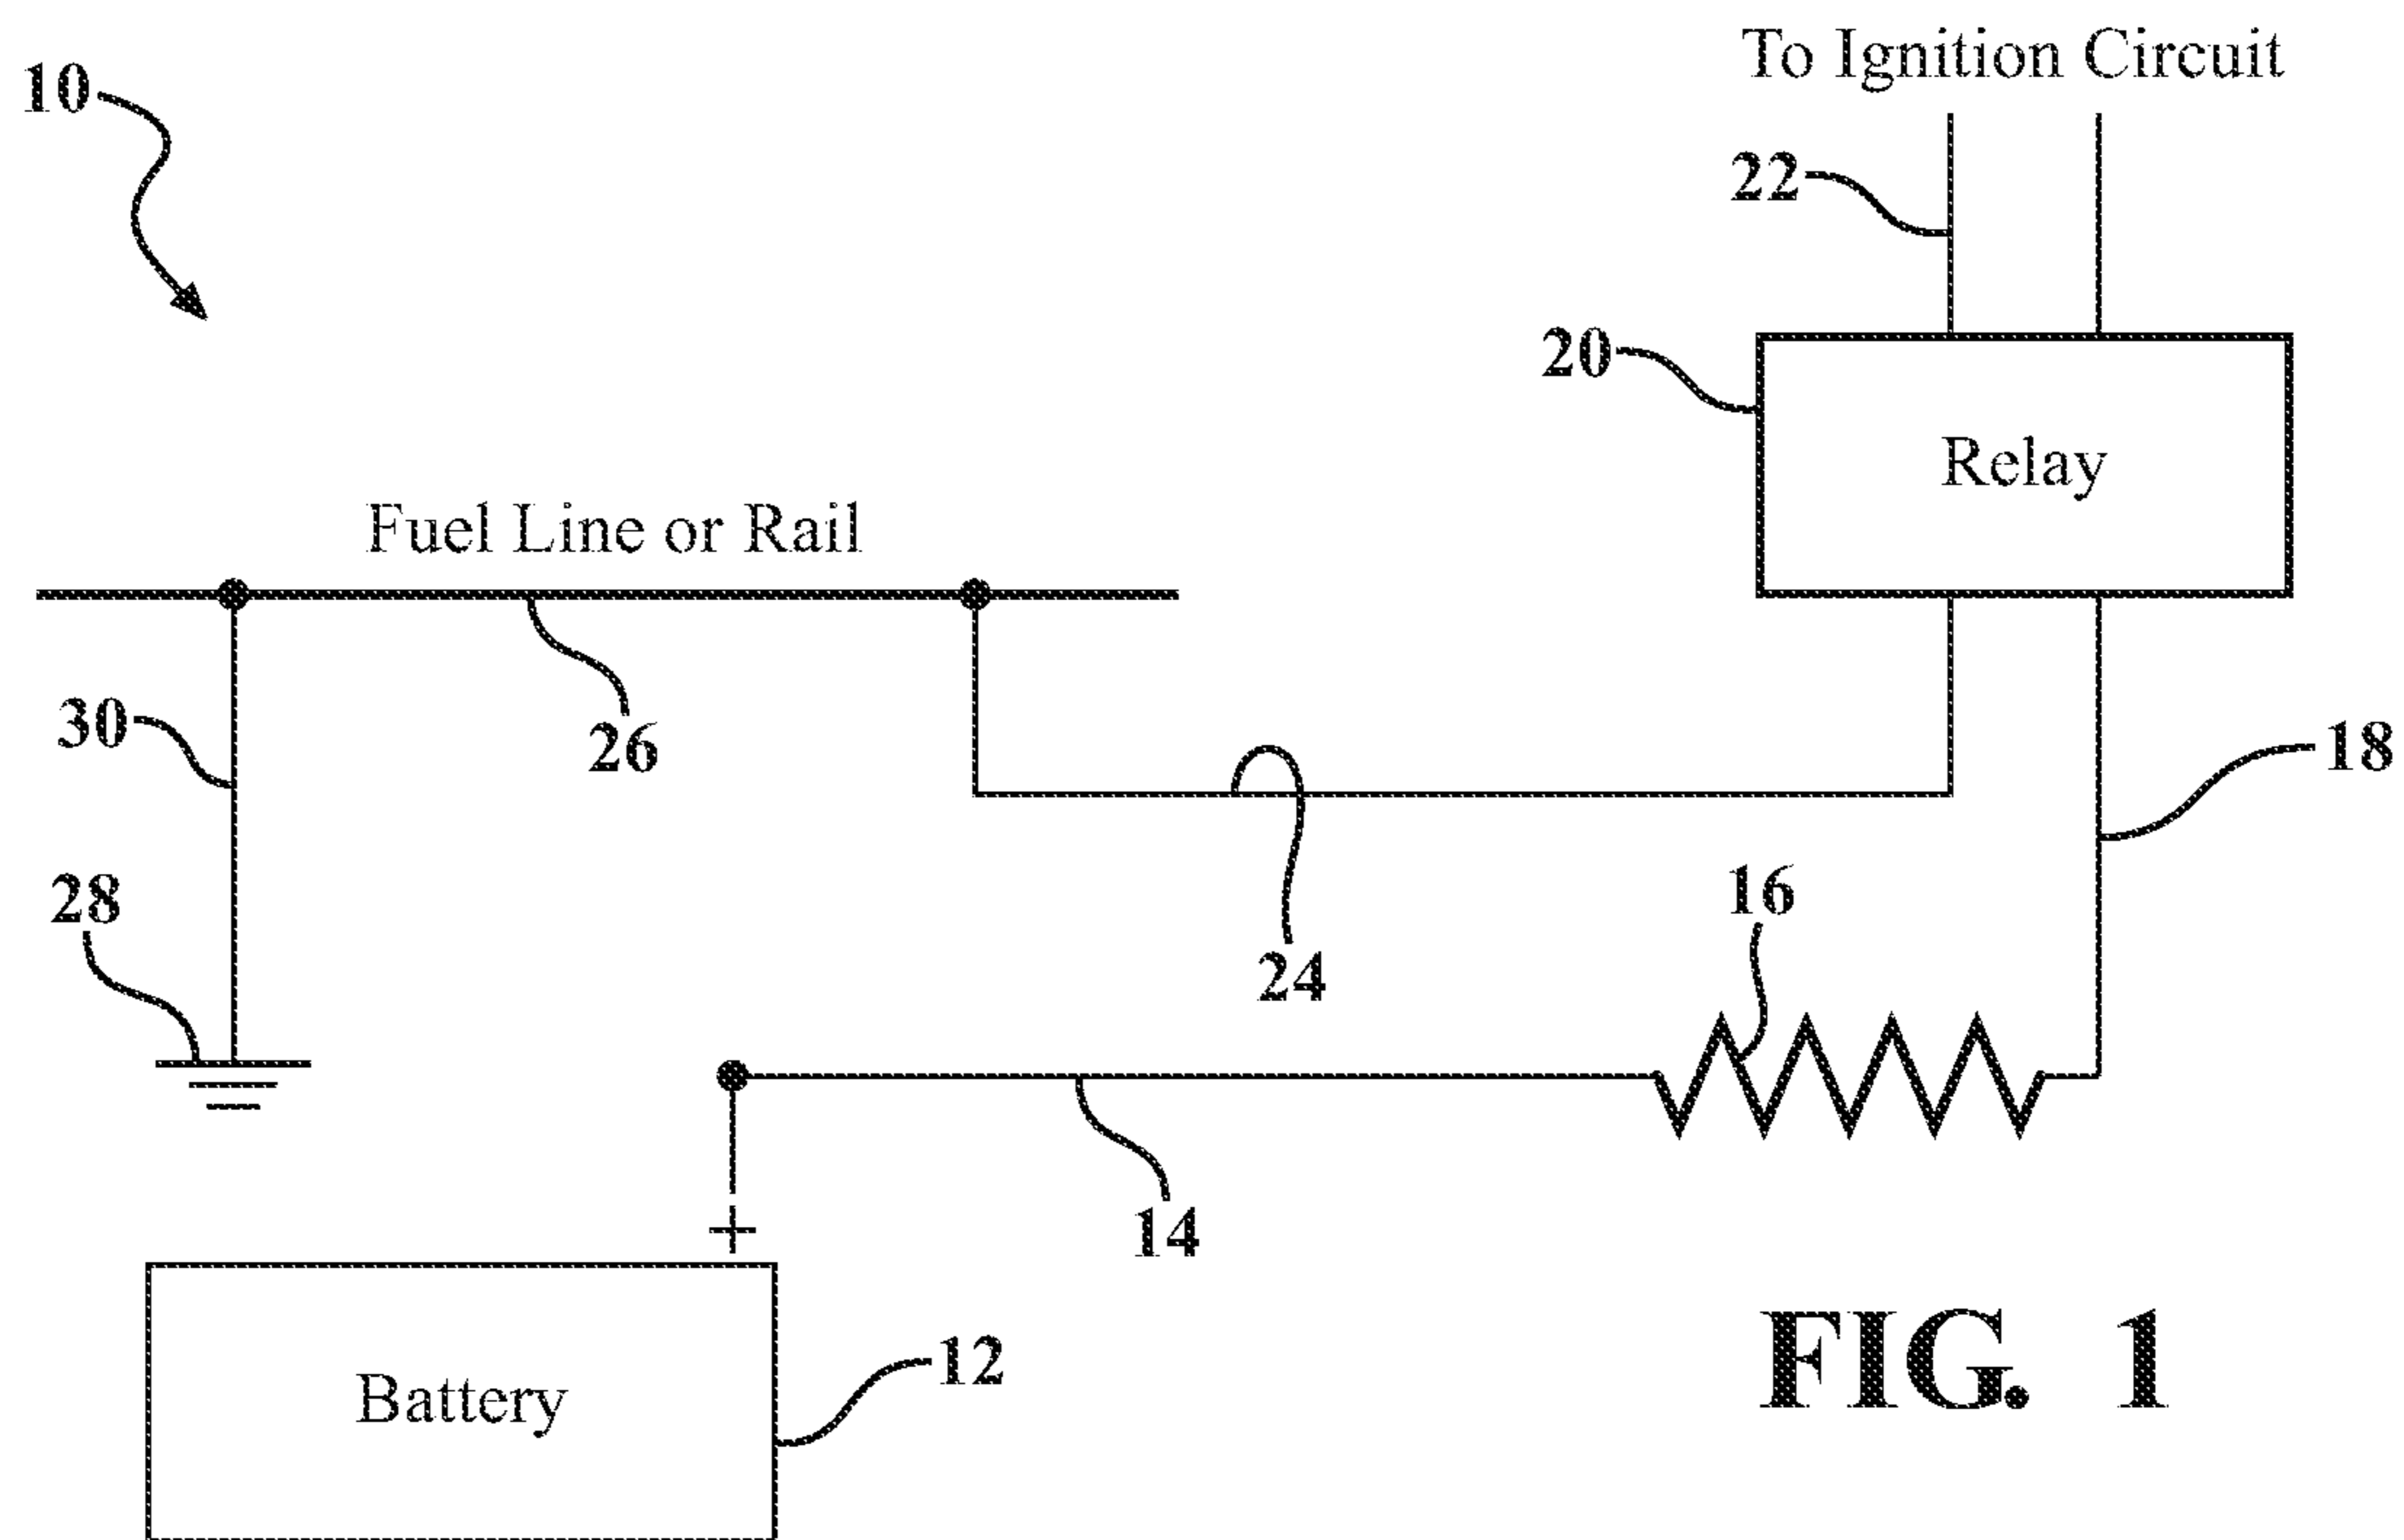 To Ignition Circuit
10
22
20
Relay
Fuel Line or Rail
30
26
18
28
16
24
14
+
12
Battery
FIG. 1